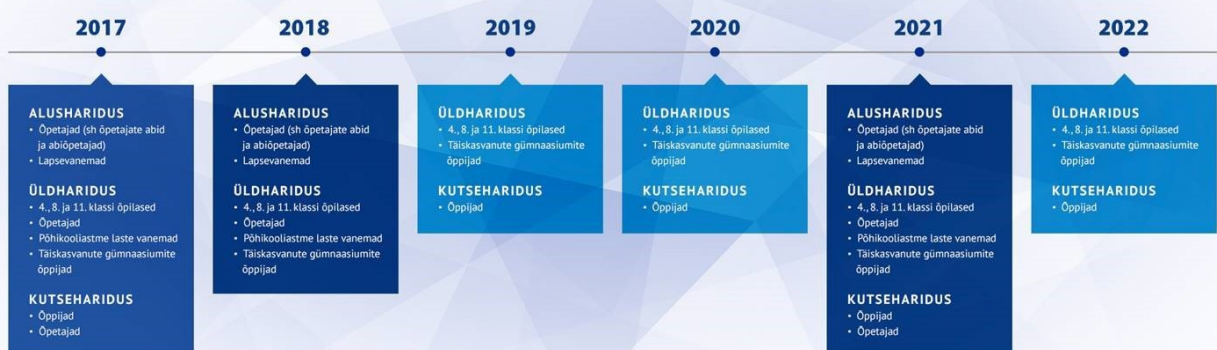 2017
ALUSHARIDUS
• Õpetajad (sh õpetajate abid
ja abiõpetajad)
• Lapsevanemad
ÜLDHARIDUS
• 4., 8. ja 11. klassi õpilased
• Õpetajad
• Põhikooliastme laste vanemad
• Täiskasvanute gümnaasiumite
õppijad
KUTSEHARIDUS
• Õppijad
• Õpetajad
2018
ALUSHARIDUS
• Õpetajad (sh õpetajate abid
ja abiõpetajad)
• Lapsevanemad
ÜLDHARIDUS
• 4., 8. ja 11. klassi õpilased
• Õpetajad
• Põhikooliastme laste vanemad
• Täiskasvanute gümnaasiumite
õppijad
2019
ÜLDHARIDUS
• 4., 8. ja 11. klassi õpilased
• Täiskasvanute gümnaasiumite
õppijad
KUTSEHARIDUS
• Õppijad
2020
ÜLDHARIDUS
• 4., 8. ja 11. klassi õpilased
• Täiskasvanute gümnaasiumite
õppijad
KUTSEHARIDUS
• Õppijad
2021
ALUSHARIDUS
• Õpetajad (sh õpetajate abid
ja abiõpetajad)
• Lapsevanemad
ÜLDHARIDUS
• 4., 8. ja 11. klassi õpilased
• Õpetajad
• Põhikooliastme laste vanemad
• Täiskasvanute gümnaasiumite
õppijad
KUTSEHARIDUS
• Õppijad
• Õpetajad
2022
ÜLDHARIDUS
• 4., 8. ja 11. klassi õpilased
• Täiskasvanute gümnaasiumite
õppijad
KUTSEHARIDUS
• Õppijad